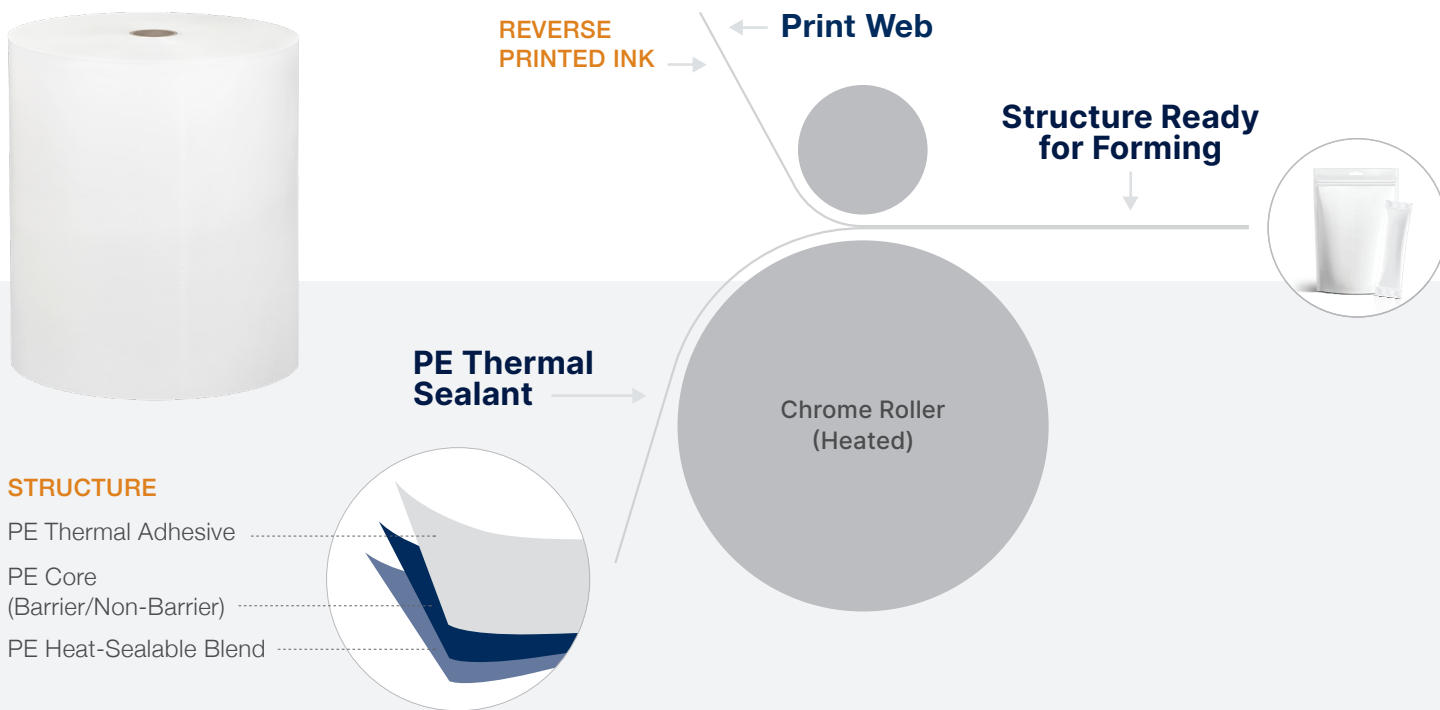 REVERSE
PRINTED INK
Print Web
Structure Ready
for Forming
PE Thermal
Sealant
Chrome Roller
(Heated)
STRUCTURE
PE Thermal Adhesive
PE Core
(Barrier/Non-Barrier)
PE Heat-Sealable Blend